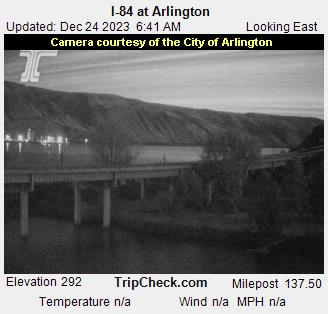 I-84 at Arlington
Updated: Dec 24 2023 6:41 AM Looking East
Camera courtesy of the City of Arlington
Elevation 292 TripCheck.com Milepost 137.50
Temperature n/a Wind n/a MPH n/a